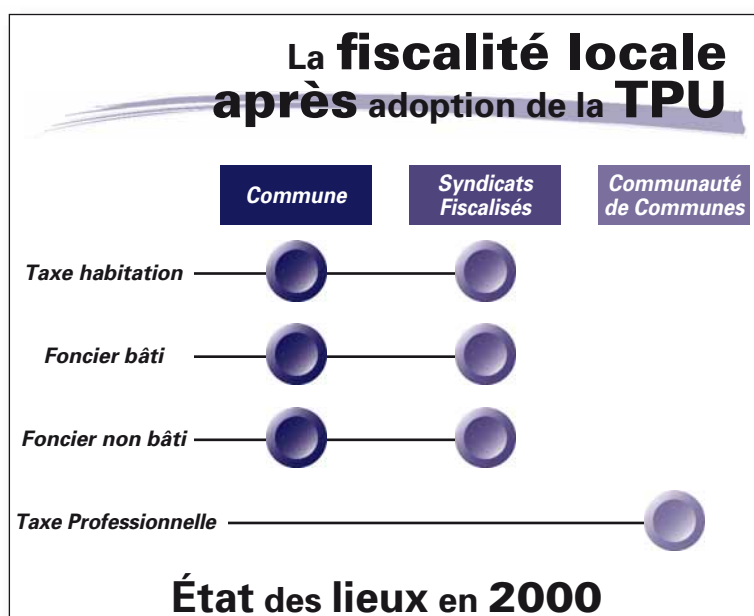 La fiscalité locale
après adoption de la TPU
Commune
Syndicats
Fiscalisés
Communauté
de Communes
Taxe habitation
Foncier bâti
Foncier non bâti
Taxe Professionnelle
État des lieux en 2000